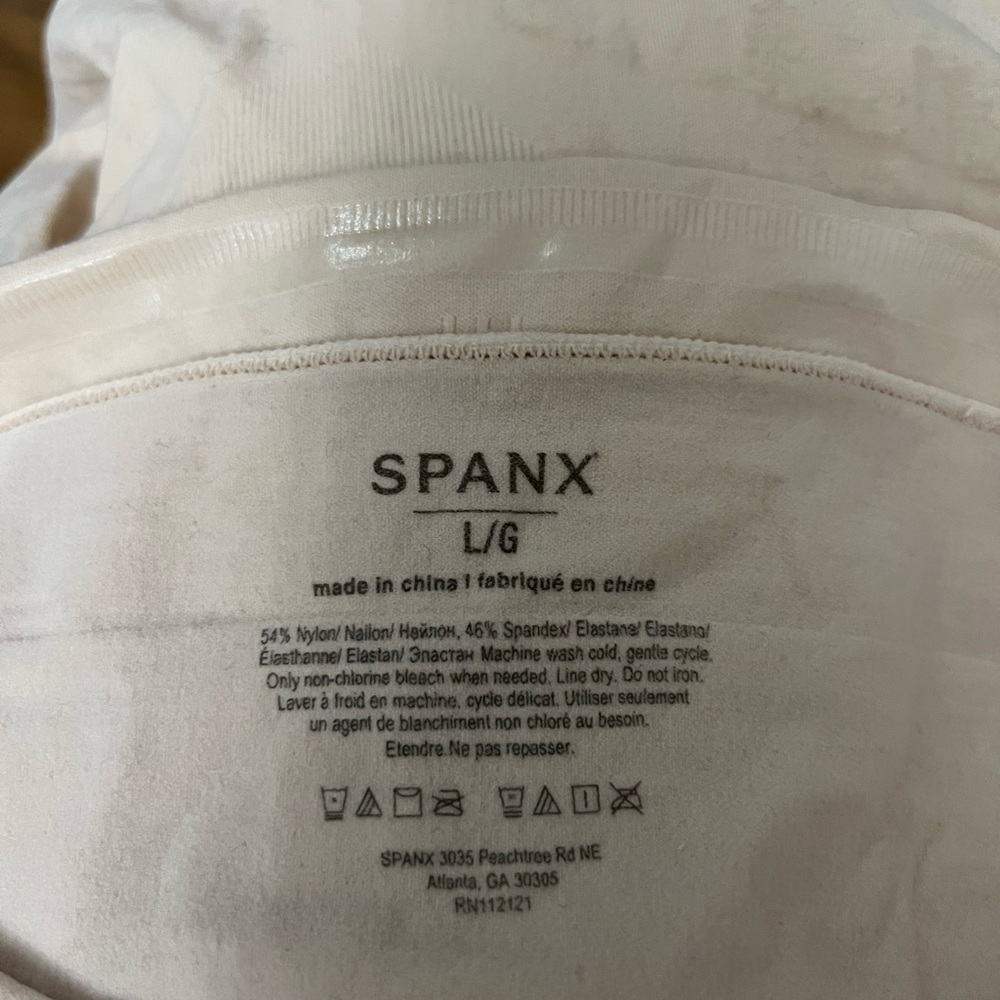 SPANX
L/G
made in china | fabriqué en chine
54% Nylon/ Nailon/ Нейлон, 46% Spandex/ Elastane/ Elastano/
Élasthanne/ Elastan/ Эластан Machine wash cold, gentle cycle.
Only non-chlorine bleach when needed. Line dry. Do not iron.
Laver à froid en machine, cycle délicat. Utiliser seulement
un agent de blanchiment non chloré au besoin.
Etendre.Ne pas repasser.
SPANX 3035 Peachtree Rd NE
Atlanta, GA 30305
RN112121